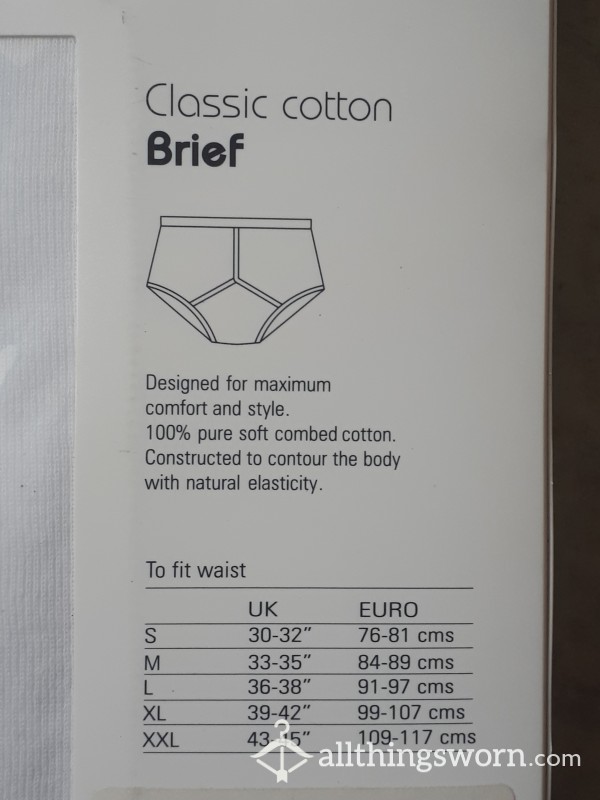 Classic cotton
Brief
Designed for maximum
comfort and style.
100% pure soft combed cotton.
Constructed to contour the body
with natural elasticity.
To fit waist
UK EURO
S 30-32” 76-81 cms
M 33-35” 84-89 cms
L 36-38” 91-97 cms
XL 39-42” 99-107 cms
XXL 43-45” 109-117 cms
allthingsworn.com